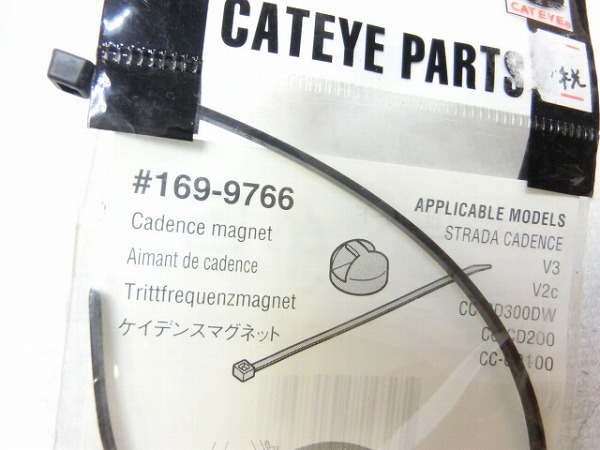 CATEYE®
CATEYE PARTS
税
#169-9766
Cadence magnet
Aimant de cadence
Trittfrequenzmagnet
ケイデンスマグネット
APPLICABLE MODELS
STRADA CADENCE
V3
V2c